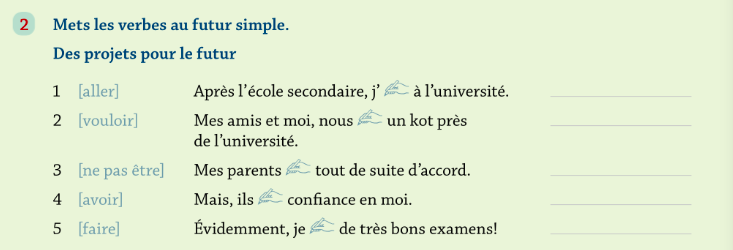 2 Mets les verbes au futur simple.
Des projets pour le futur
1 [aller] Après l'école secondaire, j' à l'université.
2 [vouloir] Mes amis et moi, nous un kot près
de l'université.
3 [ne pas être] Mes parents tout de suite d'accord.
4 [avoir] Mais, ils confiance en moi.
5 [faire] Évidemment, je de très bons examens!